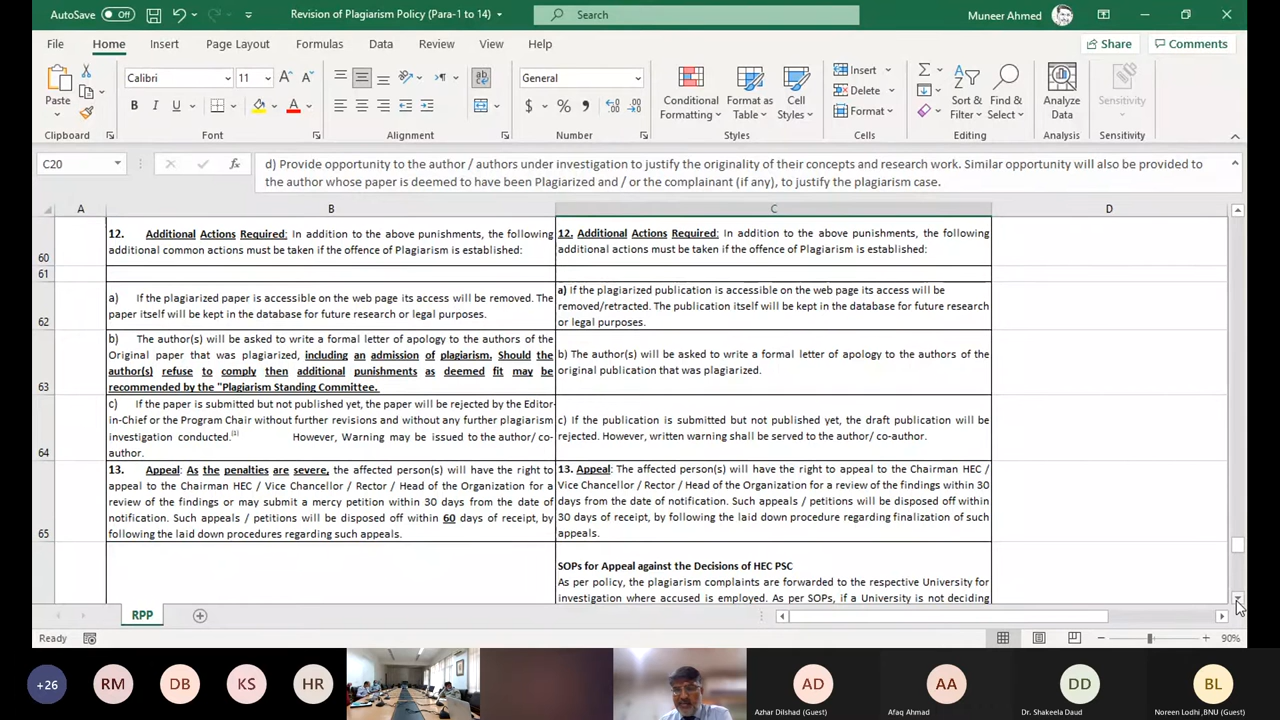 AutoSave Off
Revision of Plagiarism Policy (Para-1 to 14)
Search
Muneer Ahmed
File Home Insert Page Layout Formulas Data Review View Help
Share Comments
Paste
Calibri 11
B I U
General
$ % 9
Conditional Formatting
Format as Table
Cell Styles
Insert
Delete
Format
Sort & Filter
Find & Select
Analyze Data
Sensitivity
Clipboard Font Alignment Number Styles Cells Editing Analysis Sensitivity
C20
fx
d) Provide opportunity to the author / authors under investigation to justify the originality of their concepts and research work. Similar opportunity will also be provided to
the author whose paper is deemed to have been Plagiarized and / or the complainant (if any), to justify the plagiarism case.
A B C D
60
12. Additional Actions Required: In addition to the above punishments, the following
additional common actions must be taken if the offence of Plagiarism is established:
12. Additional Actions Required: In addition to the above punishments, the following
additional actions must be taken if the offence of Plagiarism is established:
61
62
a) If the plagiarized paper is accessible on the web page its access will be removed. The
paper itself will be kept in the database for future research or legal purposes.
a) If the plagiarized publication is accessible on the web page its access will be
removed/retracted. The publication itself will be kept in the database for future research
or legal purposes.
63
b) The author(s) will be asked to write a formal letter of apology to the authors of the
Original paper that was plagiarized, including an admission of plagiarism. Should the
author(s) refuse to comply then additional punishments as deemed fit may be
recommended by the "Plagiarism Standing Committee.
b) The author(s) will be asked to write a formal letter of apology to the authors of the
original publication that was plagiarized.
64
c) If the paper is submitted but not published yet, the paper will be rejected by the Editor-
in-Chief or the Program Chair without further revisions and without any further plagiarism
investigation conducted.[1] However, Warning may be issued to the author/ co-
author.
c) If the publication is submitted but not published yet, the draft publication will be
rejected. However, written warning shall be served to the author/ co-author.
65
13. Appeal: As the penalties are severe, the affected person(s) will have the right to
appeal to the Chairman HEC / Vice Chancellor / Rector / Head of the Organization for a
review of the findings or may submit a mercy petition within 30 days from the date of
notification. Such appeals / petitions will be disposed off within 60 days of receipt, by
following the laid down procedures regarding such appeals.
13. Appeal: The affected person(s) will have the right to appeal to the Chairman HEC /
Vice Chancellor / Rector / Head of the Organization for a review of the findings within 30
days from the date of notification. Such appeals / petitions will be disposed off within
30 days of receipt, by following the laid down procedure regarding finalization of such
appeals.
SOPs for Appeal against the Decisions of HEC PSC
As per policy, the plagiarism complaints are forwarded to the respective University for
investigation where accused is employed. As per SOPs, if a University is not deciding
RPP
Ready
90%
+26
RM
DB
KS
HR
AD
AA
DD
BL
Azhar Dilshad (Guest)
Afaq Ahmad
Dr. Shakeela Daud
Noreen Lodhi ,BNU (Guest)